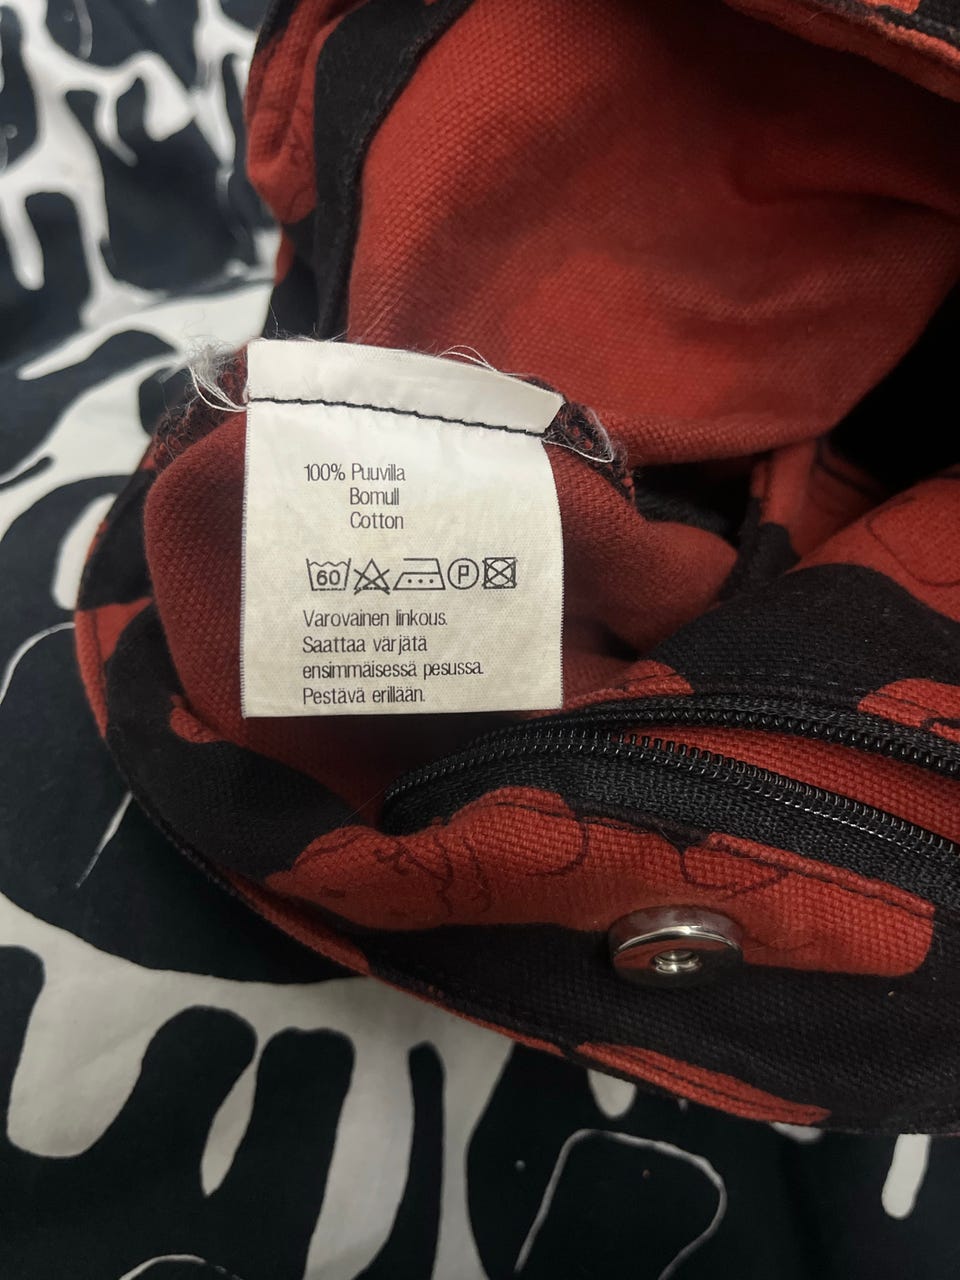 100% Puuvilla
Bomull
Cotton
60 P
Varovainen linkous.
Saattaa värjätä
ensimmäisessä pesussa.
Pestävä erillään.